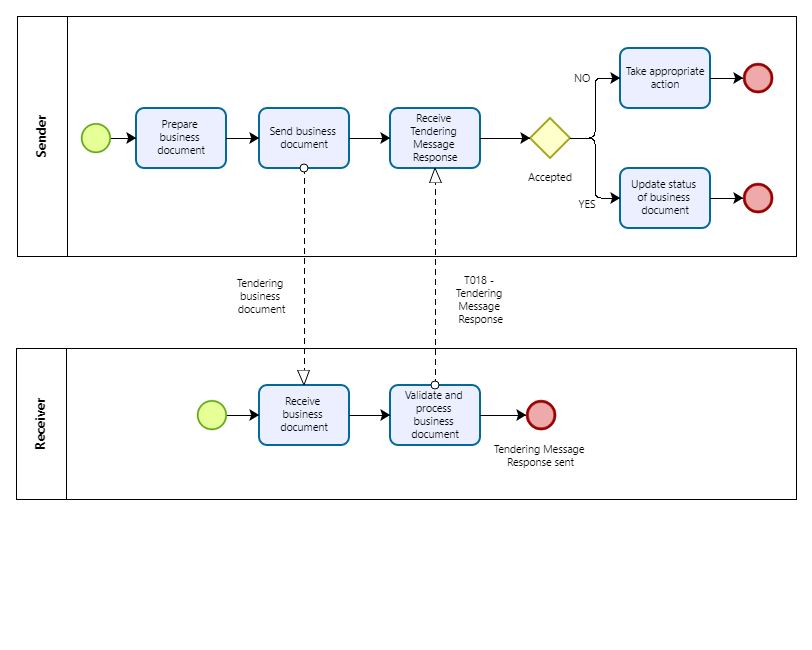 Sender
Prepare
business
document
Send business
document
Receive
Tendering
Message
Response
Accepted
NO
Take appropriate
action
YES
Update status
of business
document
Tendering
business
document
T018 -
Tendering
Message
Response
Receiver
Receive
business
document
Validate and
process
business
document
Tendering Message
Response sent